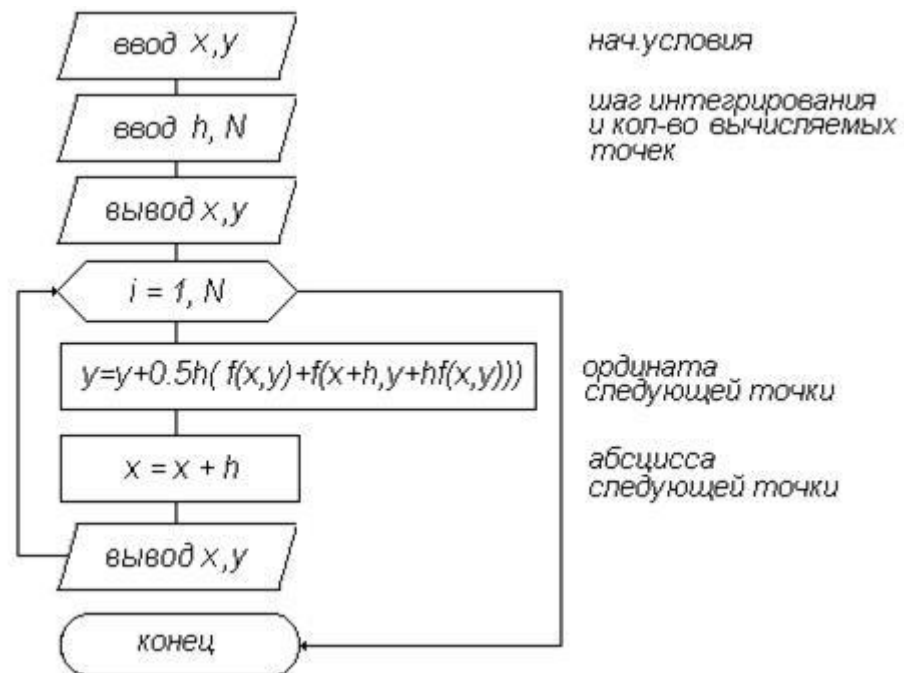 ввод x,y
нач.условия
ввод h, N
шаг интегрирования
и кол-во вычисляемых
точек
вывод x,y
i = 1, N
y=y+0.5h( f(x,y)+f(x+h,y+hf(x,y)))
ордината
следующей точки
x = x + h
абсцисса
следующей точки
вывод x,y
конец